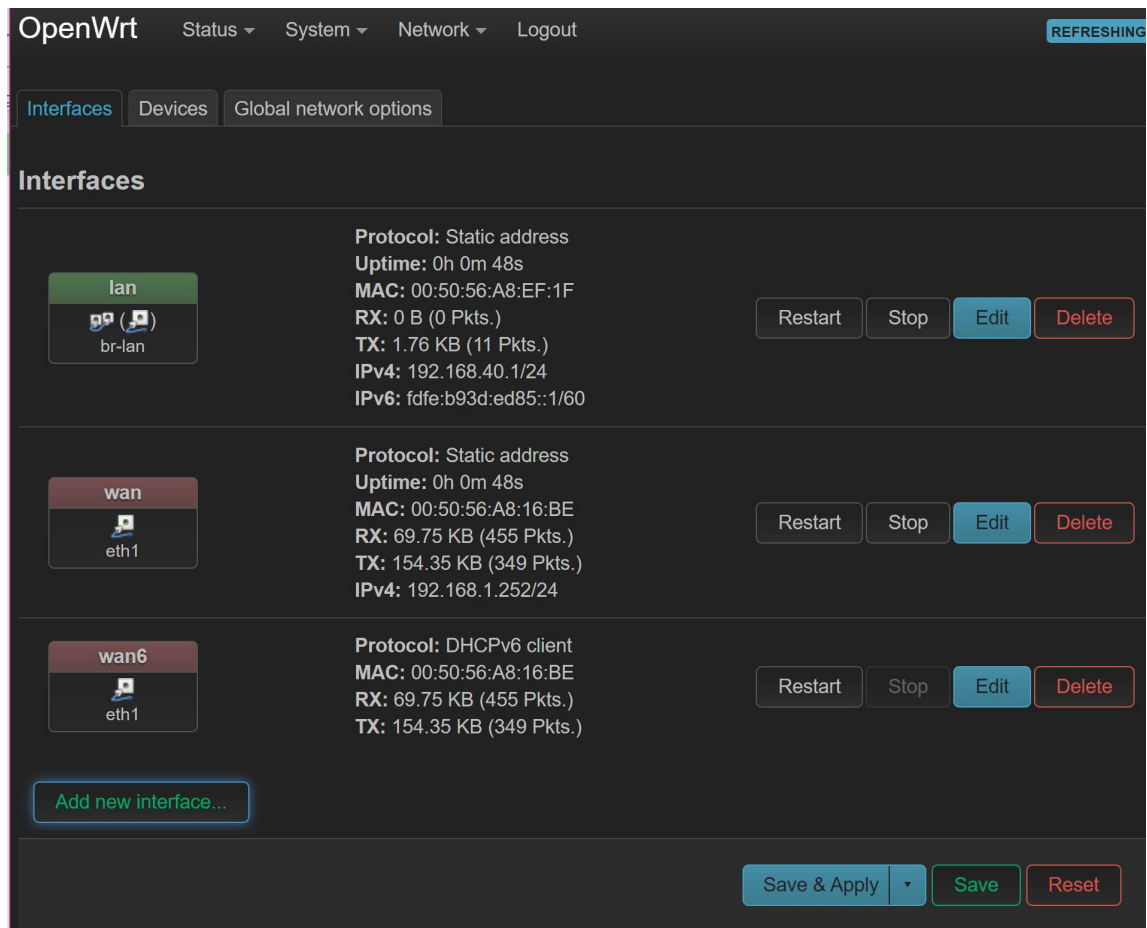 OpenWrt Status System Network Logout REFRESHING
Interfaces Devices Global network options
Interfaces
lan
br-lan
Protocol: Static address
Uptime: 0h 0m 48s
MAC: 00:50:56:A8:EF:1F
RX: 0 B (0 Pkts.)
TX: 1.76 KB (11 Pkts.)
IPv4: 192.168.40.1/24
IPv6: fdfe:b93d:ed85::1/60
Restart Stop Edit Delete
wan
eth1
Protocol: Static address
Uptime: 0h 0m 48s
MAC: 00:50:56:A8:16:BE
RX: 69.75 KB (455 Pkts.)
TX: 154.35 KB (349 Pkts.)
IPv4: 192.168.1.252/24
Restart Stop Edit Delete
wan6
eth1
Protocol: DHCPv6 client
MAC: 00:50:56:A8:16:BE
RX: 69.75 KB (455 Pkts.)
TX: 154.35 KB (349 Pkts.)
Restart Stop Edit Delete
Add new interface...
Save & Apply Save Reset